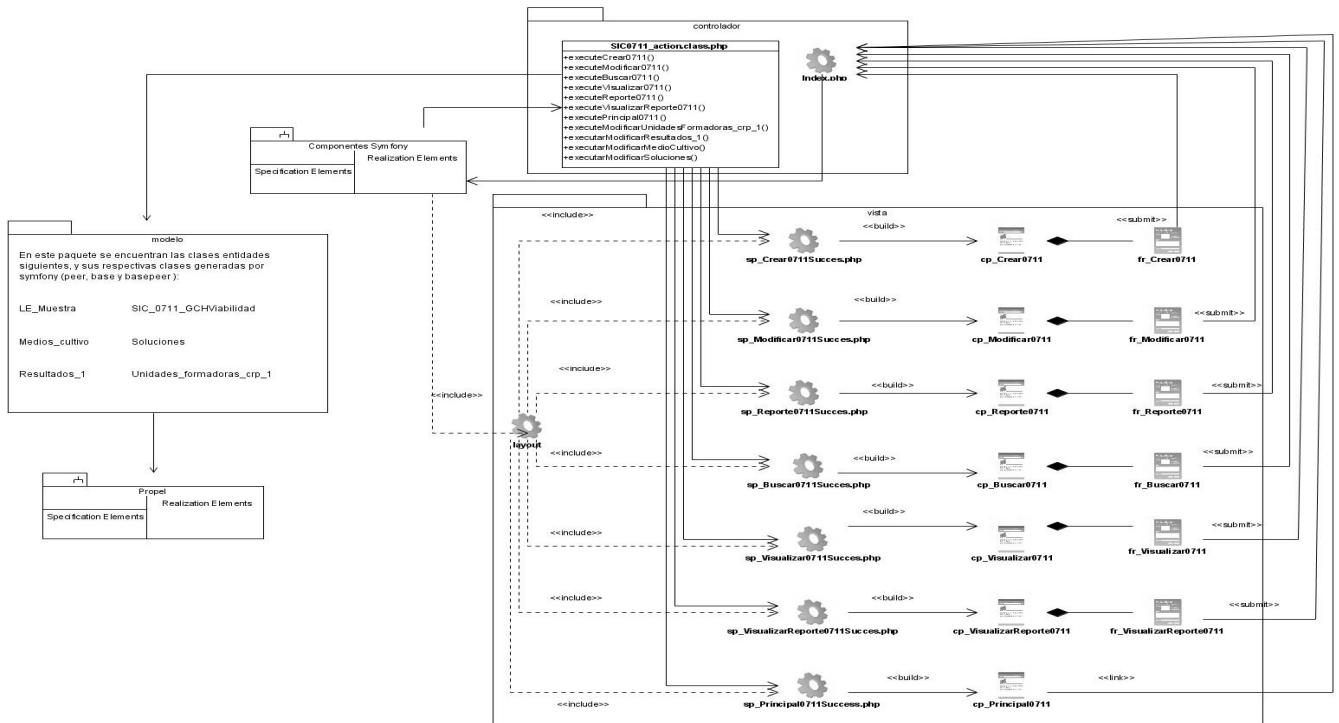 controlador
SIC0711_action.class.php
+executeCrear0711()
+executeModificar0711()
+executeBuscar0711()
+executeVisualizar0711()
+executeReporte0711()
+executeVisualizarReporte0711()
+executePrincipal0711()
+executeModificarUnidadesFormadoras_crp_1()
+executarModificarResultados_1()
+executarModificarMedioCultivo()
+executarModificarSoluciones()
Index.php
Componentes Symfony
Specification Elements
Realization Elements
modelo
En este paquete se encuentran las clases entidades
siguientes, y sus respectivas clases generadas por
symfony (peer, base y basepeer ):
LE_Muestra SIC_0711_GCHViabilidad
Medios_cultivo Soluciones
Resultados_1 Unidades_formadoras_crp_1
Propel
Specification Elements
Realization Elements
vista
<<include>>
layout
<<include>> <<build>> <<submit>>
sp_Crear0711Succes.php cp_Crear0711 fr_Crear0711
<<include>> <<build>> <<submit>>
sp_Modificar0711Succes.php cp_Modificar0711 fr_Modificar0711
<<include>> <<build>> <<submit>>
sp_Reporte0711Succes.php cp_Reporte0711 fr_Reporte0711
<<include>> <<build>> <<submit>>
sp_Buscar0711Succes.php cp_Buscar0711 fr_Buscar0711
<<include>> <<build>> <<submit>>
sp_Visualizar0711Succes.php cp_Visualizar0711 fr_Visualizar0711
<<include>> <<build>> <<submit>>
sp_VisualizarReporte0711Succes.php cp_VisualizarReporte0711 fr_VisualizarReporte0711
<<include>> <<build>> <<link>>
sp_Principal0711Success.php cp_Principal0711